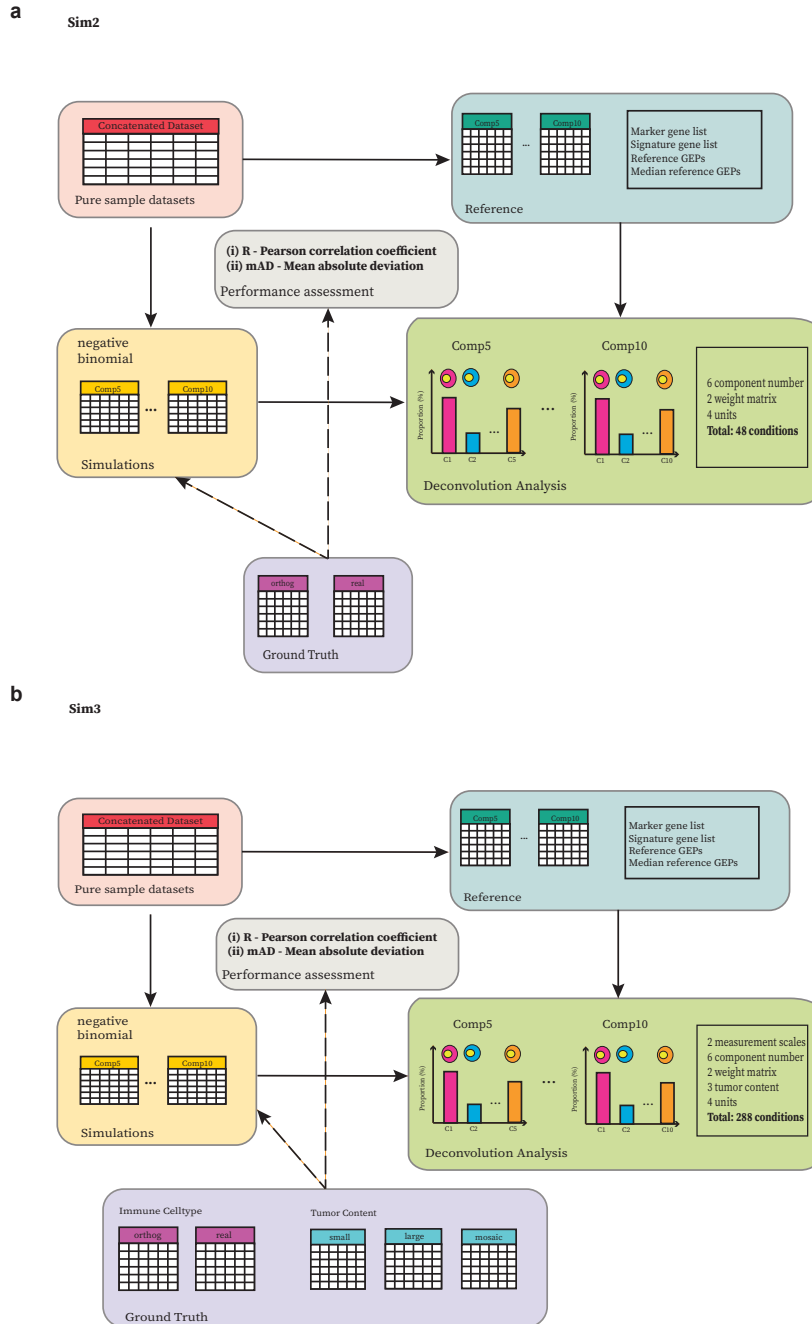 a
Sim2
Concatenated Dataset
Pure sample datasets
Comp5
...
Comp10
Marker gene list
Signature gene list
Reference GEPs
Median reference GEPs
Reference
(i) R - Pearson correlation coefficient
(ii) mAD - Mean absolute deviation
Performance assessment
negative
binomial
Comp5
...
Comp10
Simulations
Comp5
Proportion (%)
...
C1
C2
C5
...
Comp10
Proportion (%)
...
C1
C2
C10
6 component number
2 weight matrix
4 units
Total: 48 conditions
Deconvolution Analysis
orthog
real
Ground Truth
b
Sim3
Concatenated Dataset
Pure sample datasets
Comp5
...
Comp10
Marker gene list
Signature gene list
Reference GEPs
Median reference GEPs
Reference
(i) R - Pearson correlation coefficient
(ii) mAD - Mean absolute deviation
Performance assessment
negative
binomial
Comp5
...
Comp10
Simulations
Comp5
Proportion (%)
...
C1
C2
C5
...
Comp10
Proportion (%)
...
C1
C2
C10
2 measurement scales
6 component number
2 weight matrix
3 tumor content
4 units
Total: 288 conditions
Deconvolution Analysis
Immune Celltype
orthog
real
Tumor Content
small
large
mosaic
Ground Truth